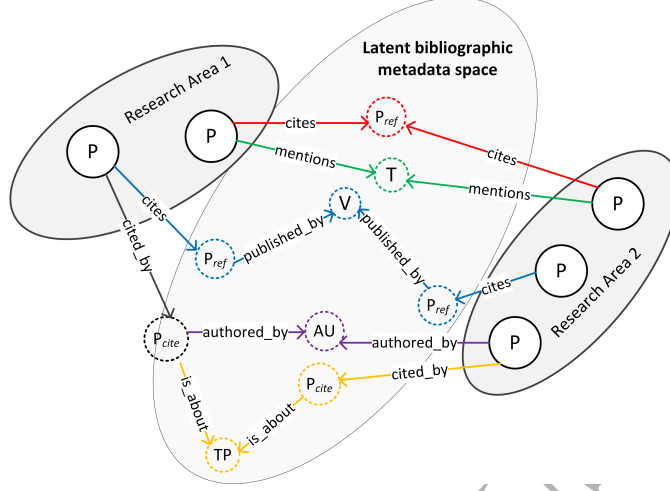 Latent bibliographic
metadata space
Research Area 1
P
P
cites
P_ref
cites
mentions
T
mentions
P
cites
V
cited_by
P_ref
published_by
published_by
P
cites
P_ref
Research Area 2
P_cite
authored_by
AU
authored_by
P
cited_by
P_cite
is_about
is_about
TP